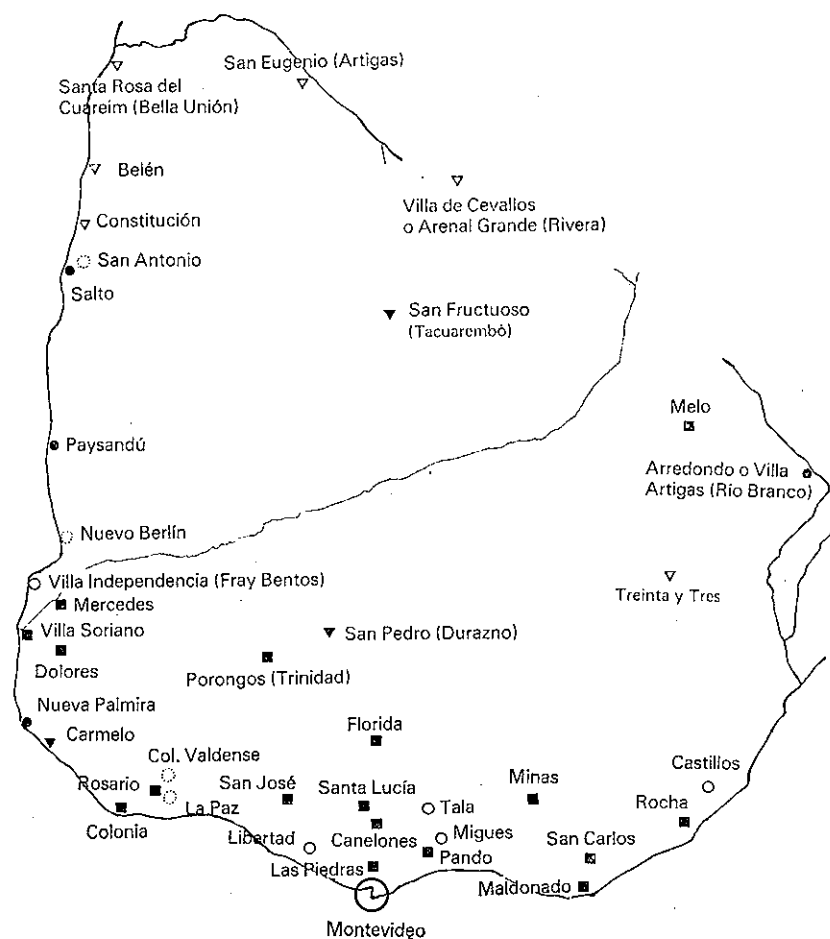 San Eugenio (Artigas)
Santa Rosa del
Cuareim (Bella Unión)
Belén
Villa de Cevallos
o Arenal Grande (Rivera)
Constitución
San Antonio
Salto
San Fructuoso
(Tacuarembó)
Melo
Paysandú
Arredondo o Villa
Artigas (Río Branco)
Nuevo Berlín
Villa Independencia (Fray Bentos)
Treinta y Tres
Mercedes
Villa Soriano
San Pedro (Durazno)
Dolores
Porongos (Trinidad)
Nueva Palmira
Carmelo
Florida
Col. Valdense
Castillos
Rosario
San José
Santa Lucía
Minas
La Paz
Tala
Rocha
Colonia
Libertad
Canelones
Migues
San Carlos
Las Piedras
Pando
Maldonado
Montevideo